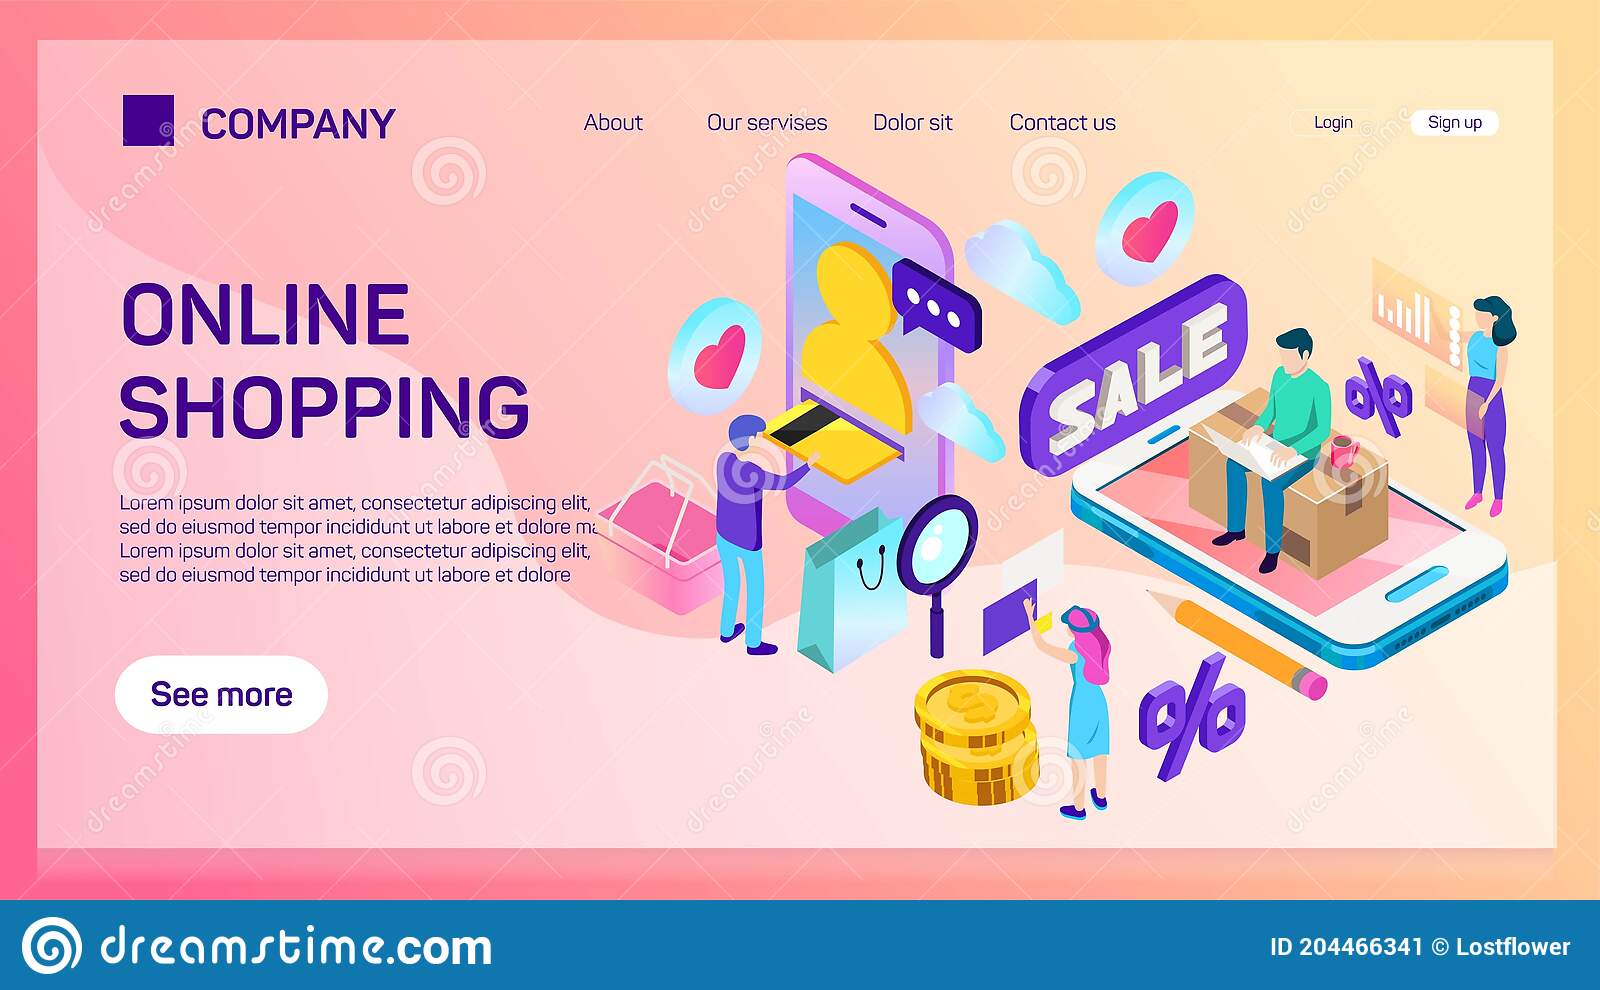 COMPANY
About
Our servises
Dolor sit
Contact us
Login
Sign up
ONLINE
SHOPPING
SALE
Lorem ipsum dolor sit amet, consectetur adipiscing elit,
sed do eiusmod tempor incididunt ut labore et dolore ma
Lorem ipsum dolor sit amet, consectetur adipiscing elit,
sed do eiusmod tempor incididunt ut labore et dolore
See more
%
%
dreamstime.com
ID 204466341 © Lostflower